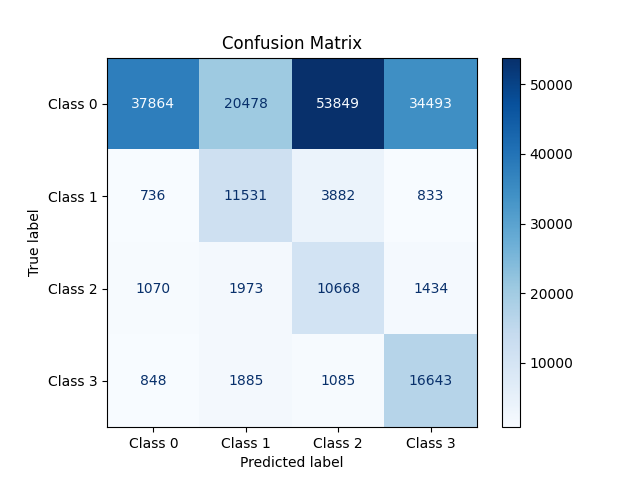 Confusion Matrix
Class 0 37864 20478 53849 34493
Class 1 736 11531 3882 833
Class 2 1070 1973 10668 1434
Class 3 848 1885 1085 16643
Class 0 Class 1 Class 2 Class 3
Predicted label
True label
50000
40000
30000
20000
10000